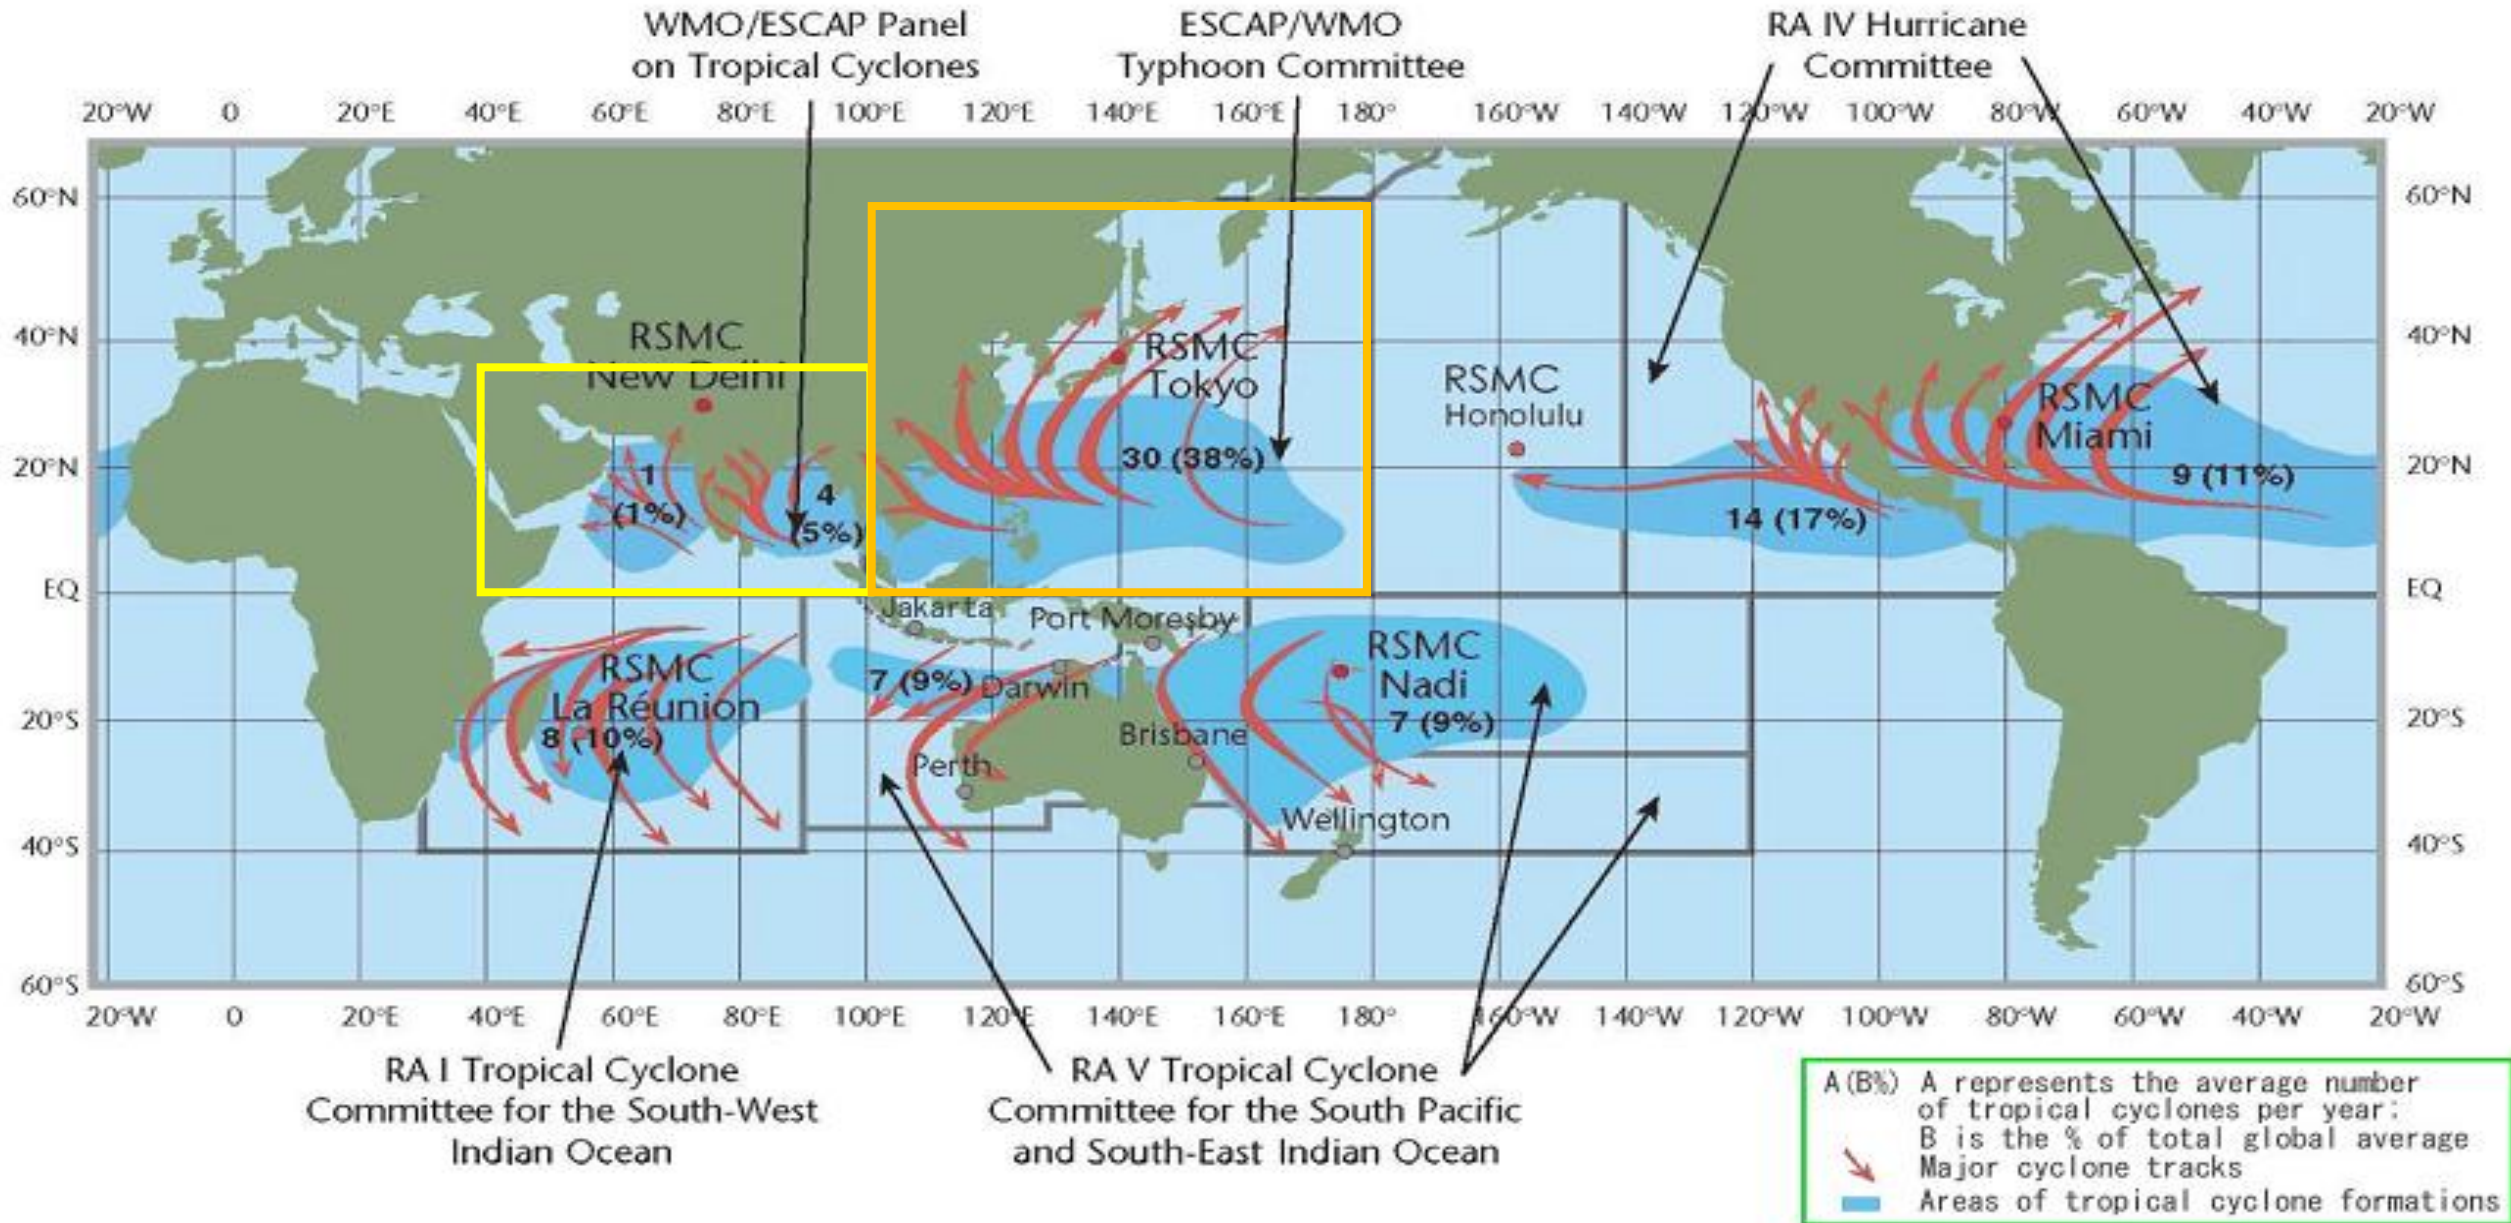 WMO/ESCAP Panel
on Tropical Cyclones
ESCAP/WMO
Typhoon Committee
RA IV Hurricane
Committee
20°W 0 20°E 40°E 60°E 80°E 100°E 120°E 140°E 160°E 180° 160°W 140°W 120°W 100°W 80°W 60°W 40°W 20°W
60°N 60°N
40°N 40°N
RSMC
New Delhi
RSMC
Tokyo
RSMC
Honolulu
RSMC
Miami
20°N 20°N
1
(1%)
4
(5%)
30 (38%)
14 (17%)
9 (11%)
EQ EQ
Jakarta
Port Moresby
RSMC
La Réunion
8 (10%)
7 (9%)
Darwin
RSMC
Nadi
7 (9%)
20°S 20°S
Brisbane
Perth
Wellington
40°S 40°S
60°S 60°S
20°W 0 20°E 40°E 60°E 80°E 100°E 120°E 140°E 160°E 180° 160°W 140°W 120°W 100°W 80°W 60°W 40°W 20°W
RA I Tropical Cyclone
Committee for the South-West
Indian Ocean
RA V Tropical Cyclone
Committee for the South Pacific
and South-East Indian Ocean
A(B%) A represents the average number
of tropical cyclones per year:
B is the % of total global average
Major cyclone tracks
Areas of tropical cyclone formations